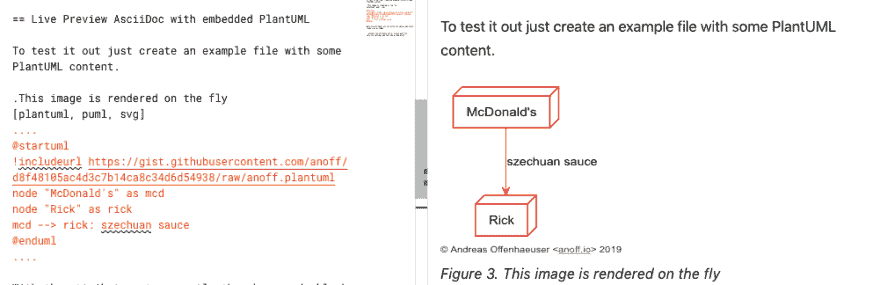 == Live Preview AsciiDoc with embedded PlantUML
To test it out just create an example file with some
PlantUML content.
.This image is rendered on the fly
[plantuml, puml, svg]
....
@startuml
!includeurl https://gist.githubusercontent.com/anoff/
d8f48105ac4d3c7b14ca8c34d6d54938/raw/anoff.plantuml
node "McDonald's" as mcd
node "Rick" as rick
mcd --> rick: szechuan sauce
@enduml
....
To test it out just create an example file with some PlantUML
content.
McDonald's
szechuan sauce
Rick
© Andreas Offenhaeuser <anoff.io> 2019
Figure 3. This image is rendered on the fly